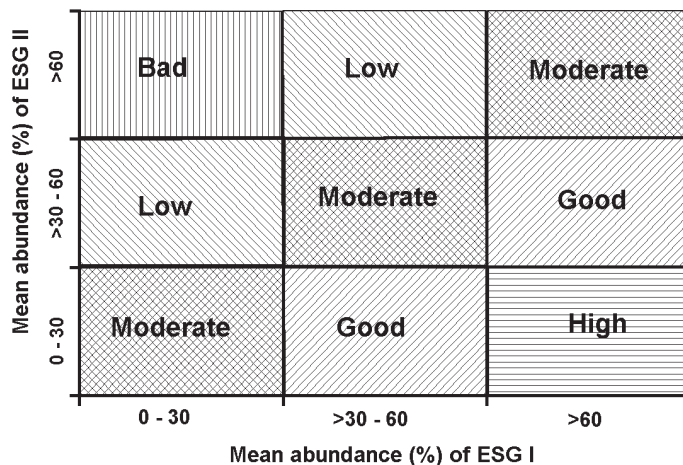 Mean abundance (%) of ESG II
>60
Bad
Low
Moderate
>30 - 60
Low
Moderate
Good
0 - 30
Moderate
Good
High
0 - 30
>30 - 60
>60
Mean abundance (%) of ESG I